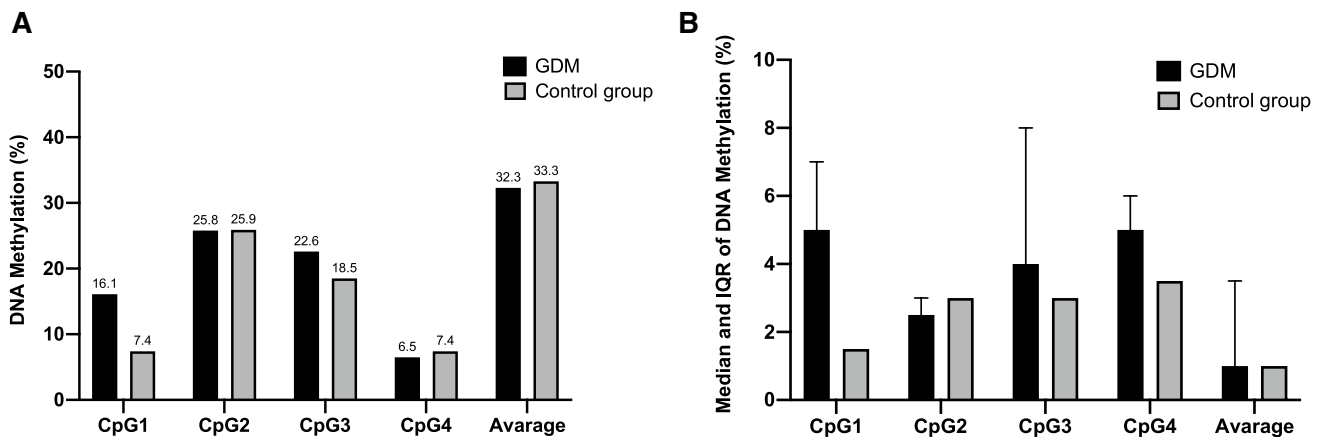 A
DNA Methylation (%)
50
40
30
20
10
0
GDM
Control group
16.1
7.4
25.8
25.9
22.6
18.5
6.5
7.4
32.3
33.3
CpG1
CpG2
CpG3
CpG4
Avarage
B
Median and IQR of DNA Methylation (%)
10
8
6
4
2
0
GDM
Control group
CpG1
CpG2
CpG3
CpG4
Avarage